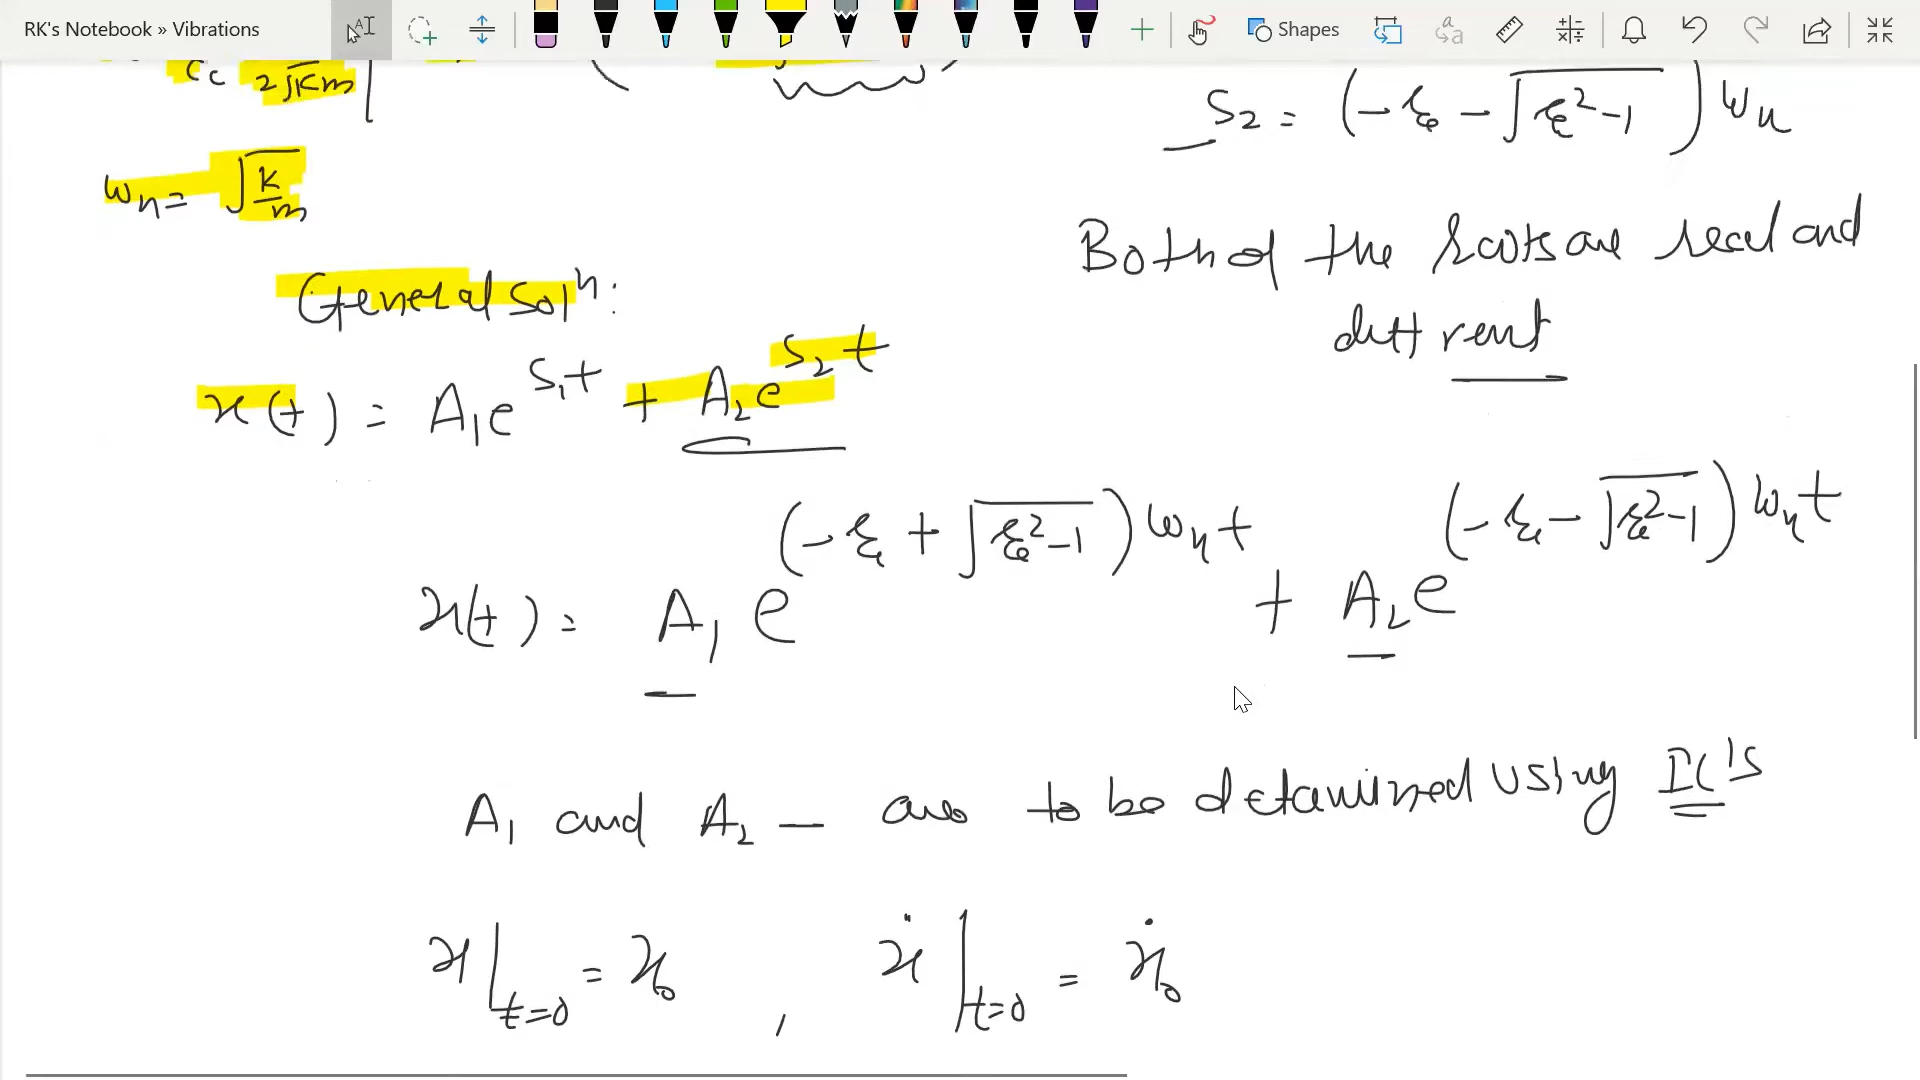 RK's Notebook » Vibrations
Shapes
Cc 2√Km
S2 = (-ξ - √ξ²-1) ωn
ωn = √K/m
Both of the roots are real and
different
General solⁿ:
x(t) = A1e^S1t + A2e^S2t
x(t) = A1 e^(-ξ + √ξ²-1)ωnt + A2e^(-ξ - √ξ²-1)ωnt
A1 and A2 — are to be detamined using IC's
x|t=0 = x0 , ẋ|t=0 = ẋ0